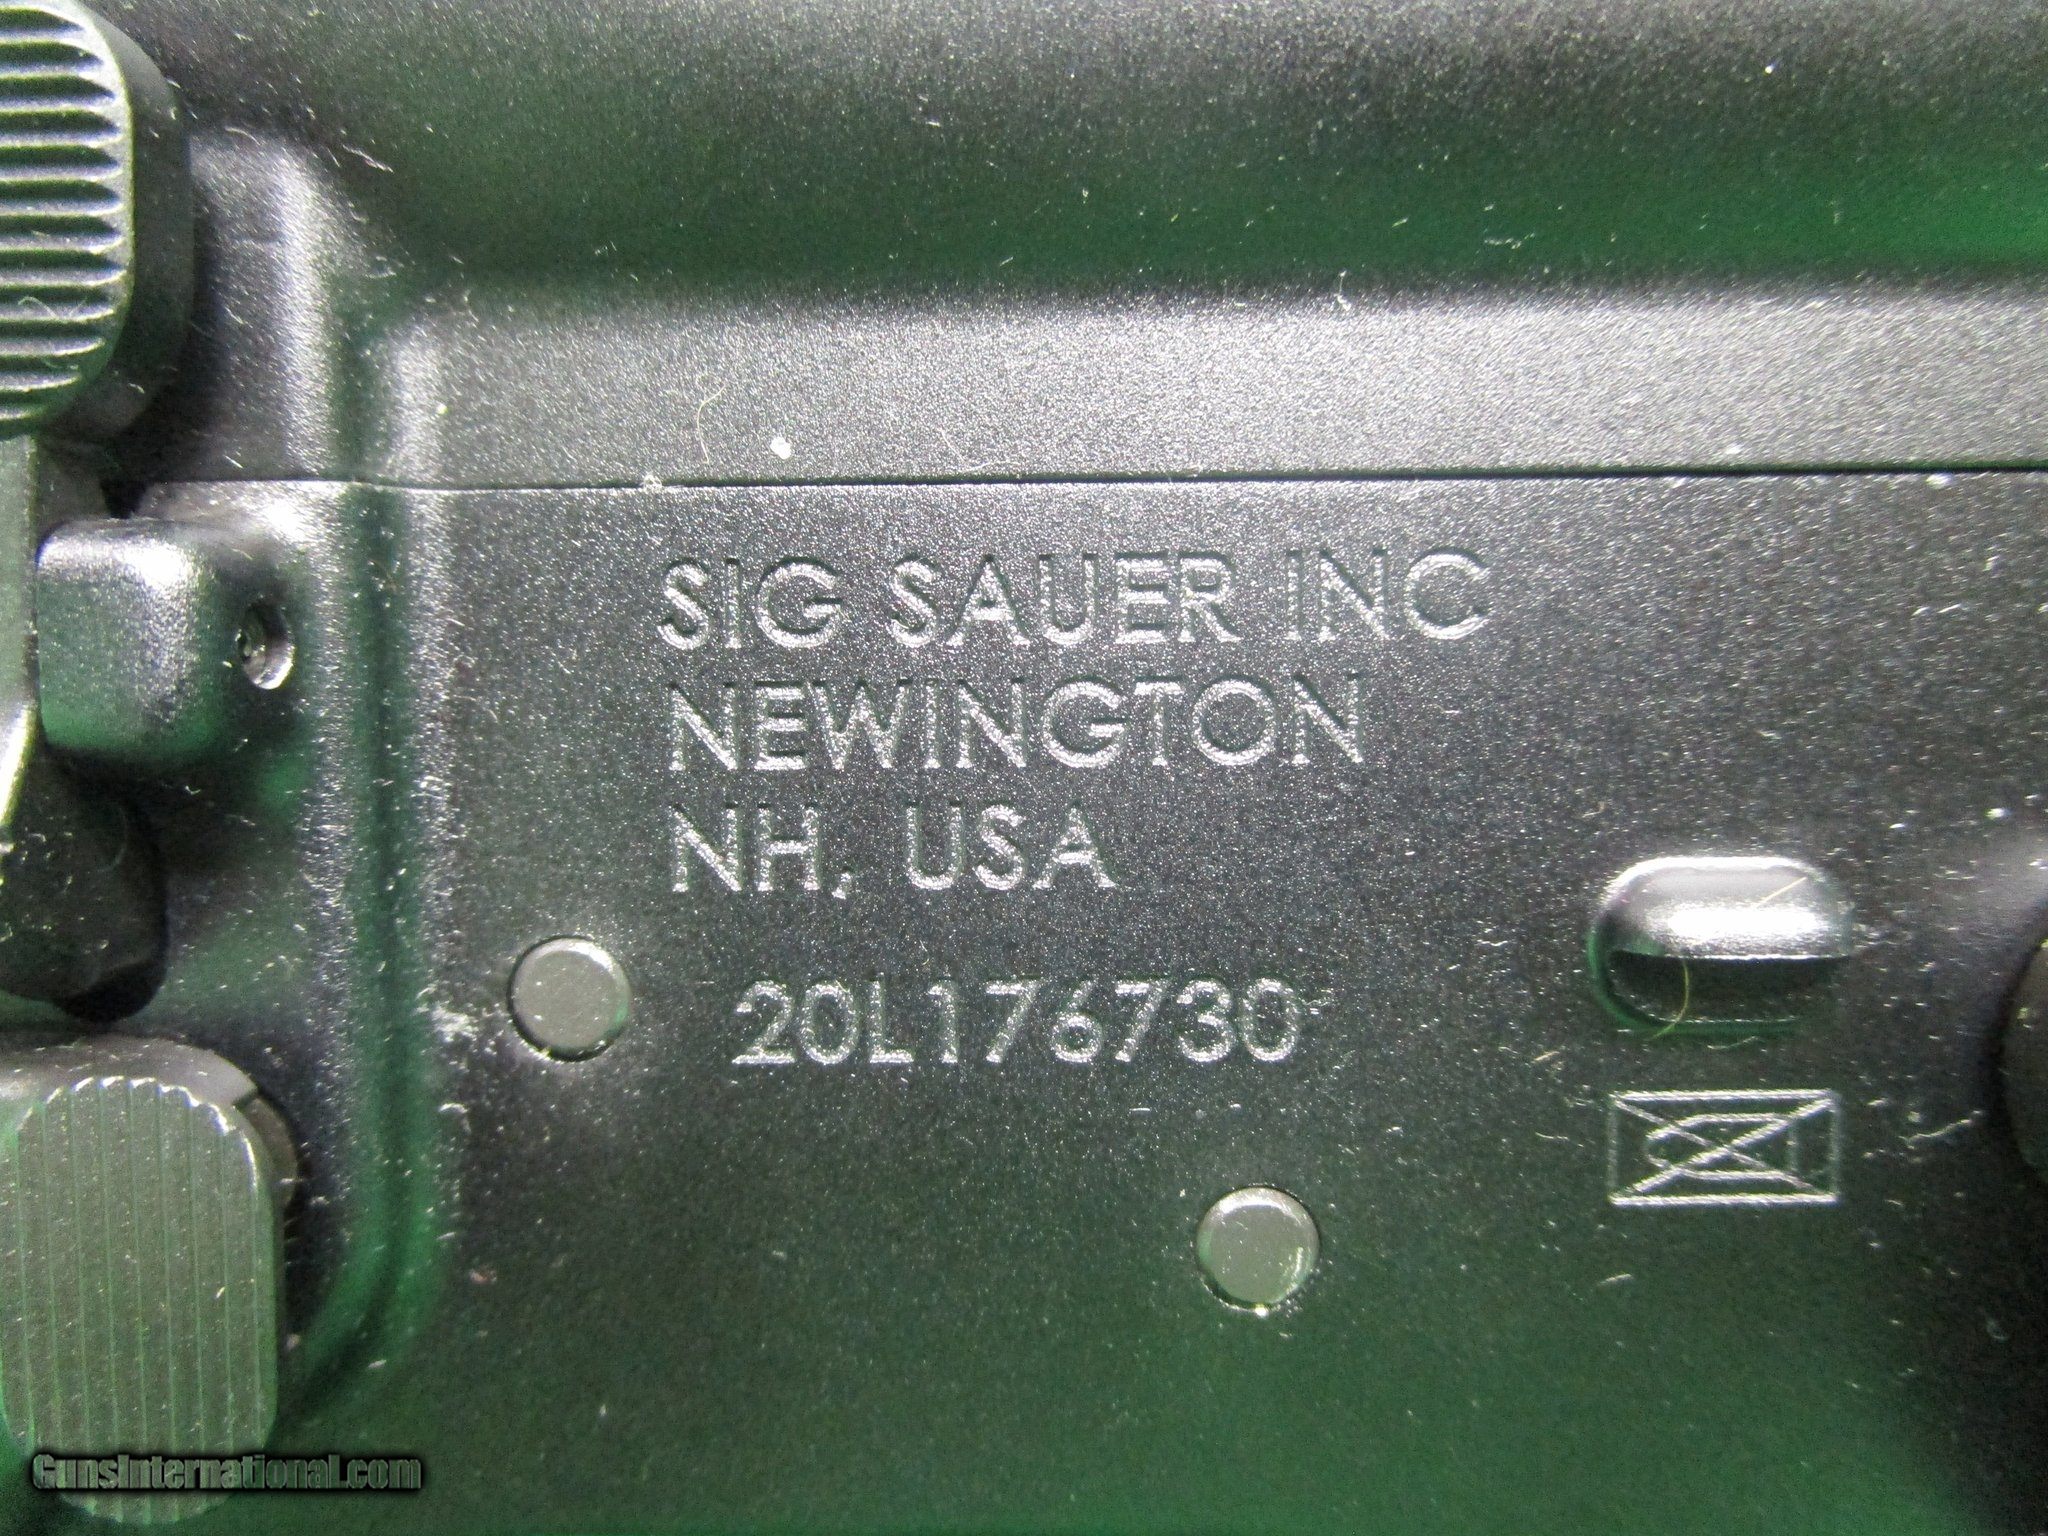 SIG SAUER INC
NEWINGTON
NH, USA
20L176730
GunsInternational.com